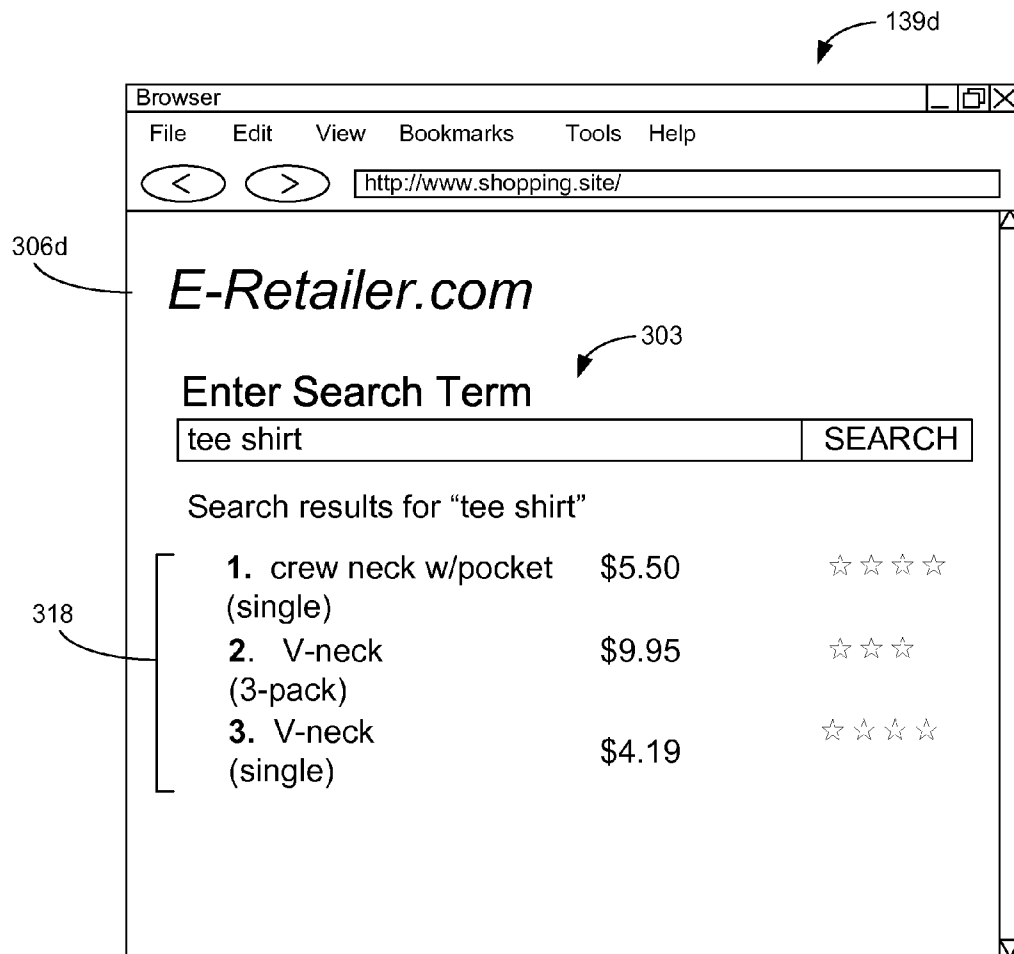 139d
Browser
File Edit View Bookmarks Tools Help
< > http://www.shopping.site/
306d
E-Retailer.com
303
Enter Search Term
tee shirt SEARCH
Search results for “tee shirt”
1. crew neck w/pocket $5.50 ☆☆☆☆
(single)
318
2. V-neck $9.95 ☆☆☆
(3-pack)
3. V-neck ☆☆☆☆
(single) $4.19